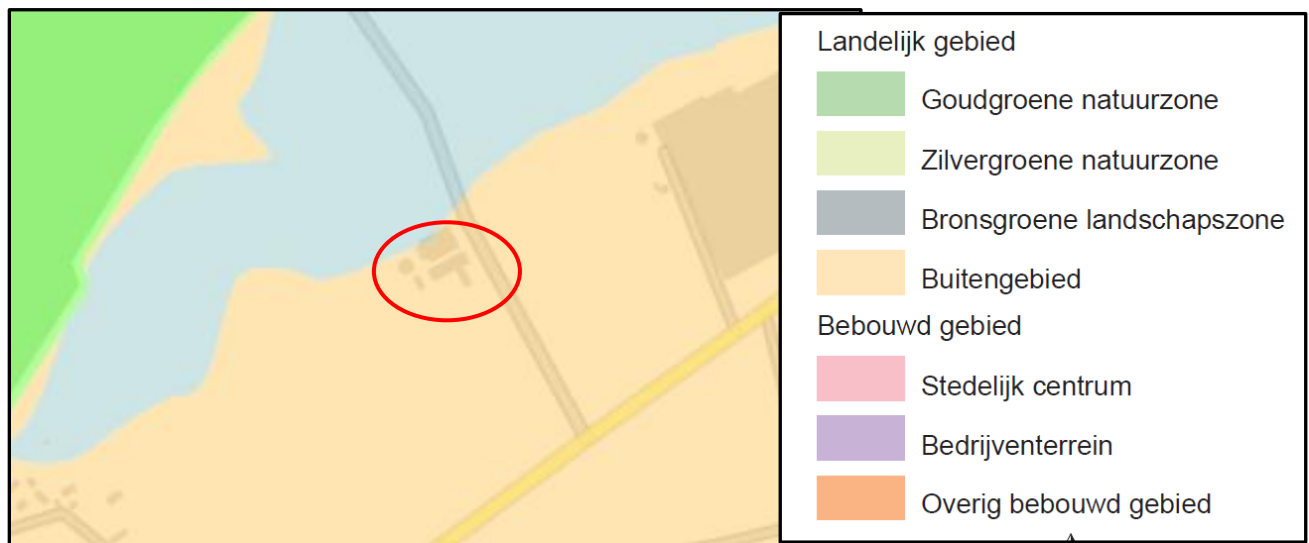 Landelijk gebied
Goudgroene natuurzone
Zilvergroene natuurzone
Bronsgroene landschapszone
Buitengebied
Bebouwd gebied
Stedelijk centrum
Bedrijventerrein
Overig bebouwd gebied